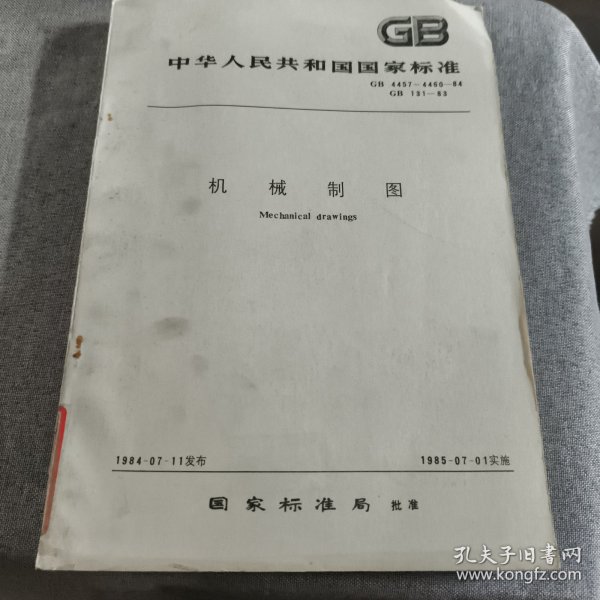 GB
中华人民共和国国家标准
GB 4457~4460—84
GB 131—83
机械制图
Mechanical drawings
1984-07-11发布
1985-07-01实施
国家标准局 批准
孔夫子旧书网
www.kongfz.com